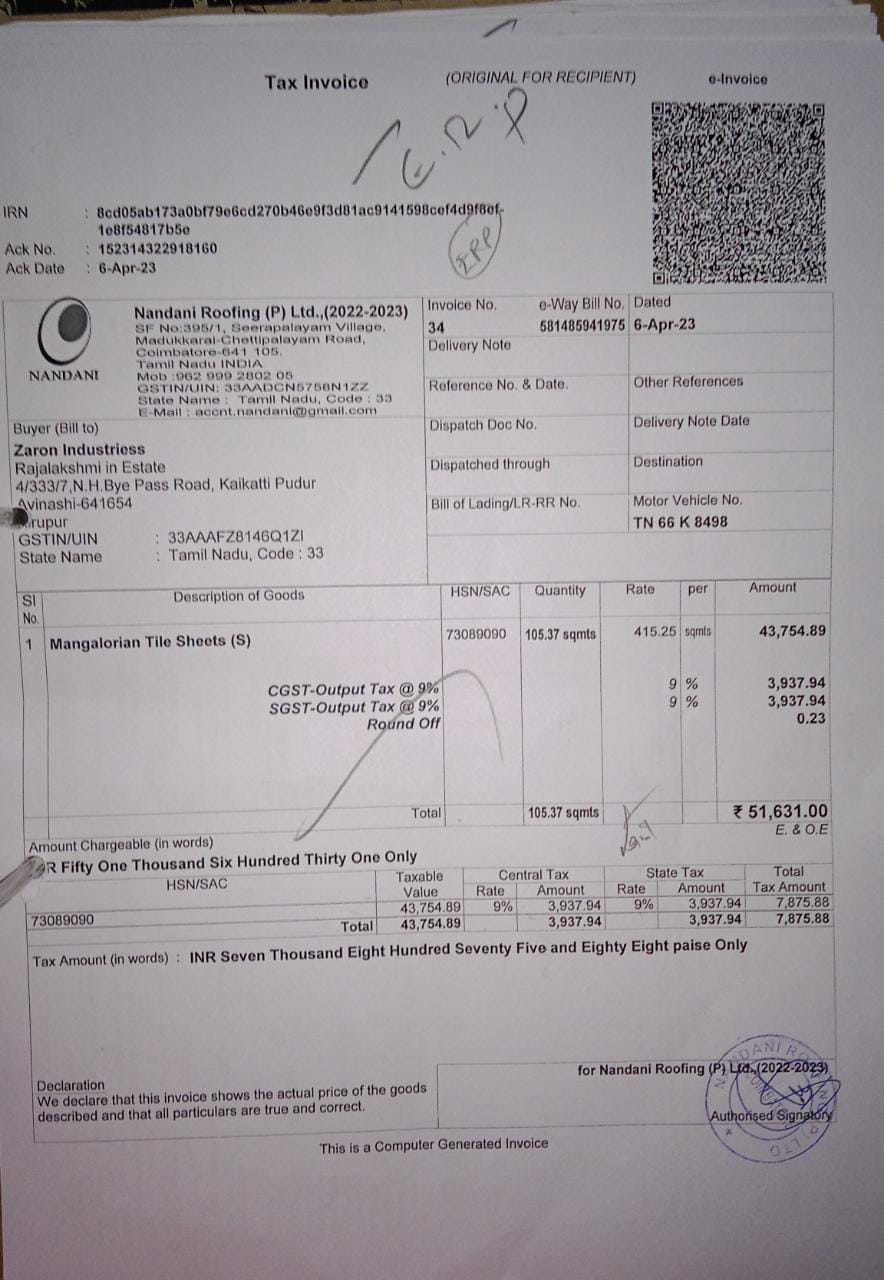 Tax Invoice (ORIGINAL FOR RECIPIENT) e-Invoice
E.R.P
IRN : 8cd05ab173a0bf79e6cd270b46e9f3d81ac9141598cef4d9f8ef-
1e8f54817b5e
Ack No. : 152314322918160
Ack Date : 6-Apr-23
ERP
NANDANI
Nandani Roofing (P) Ltd.,(2022-2023)
SF No:395/1, Seerapalayam Village,
Madukkarai-Chettipalayam Road,
Coimbatore-641 105.
Tamil Nadu INDIA
Mob :962 999 2802 05
GSTIN/UIN: 33AADCN5758N1ZZ
State Name : Tamil Nadu, Code : 33
E-Mail : accnt.nandani@gmail.com
Invoice No. e-Way Bill No. Dated
34 581485941975 6-Apr-23
Delivery Note
Reference No. & Date. Other References
Buyer (Bill to)
Zaron Industriess
Rajalakshmi in Estate
4/333/7,N.H.Bye Pass Road, Kaikatti Pudur
Avinashi-641654
Tirupur
GSTIN/UIN : 33AAAFZ8146Q1ZI
State Name : Tamil Nadu, Code : 33
Dispatch Doc No. Delivery Note Date
Dispatched through Destination
Bill of Lading/LR-RR No. Motor Vehicle No.
TN 66 K 8498
Sl No. Description of Goods HSN/SAC Quantity Rate per Amount
1 Mangalorian Tile Sheets (S) 73089090 105.37 sqmts 415.25 sqmts 43,754.89
CGST-Output Tax @ 9% 9 % 3,937.94
SGST-Output Tax @ 9% 9 % 3,937.94
Round Off 0.23
Total 105.37 sqmts ₹ 51,631.00
E. & O.E
Amount Chargeable (in words)
INR Fifty One Thousand Six Hundred Thirty One Only
HSN/SAC Taxable Value Central Tax State Tax Total Tax Amount
Rate Amount Rate Amount
73089090 43,754.89 9% 3,937.94 9% 3,937.94 7,875.88
Total 43,754.89 3,937.94 3,937.94 7,875.88
Tax Amount (in words) : INR Seven Thousand Eight Hundred Seventy Five and Eighty Eight paise Only
for Nandani Roofing (P) Ltd.,(2022-2023)
Declaration
We declare that this invoice shows the actual price of the goods
described and that all particulars are true and correct.
Authorised Signatory
This is a Computer Generated Invoice